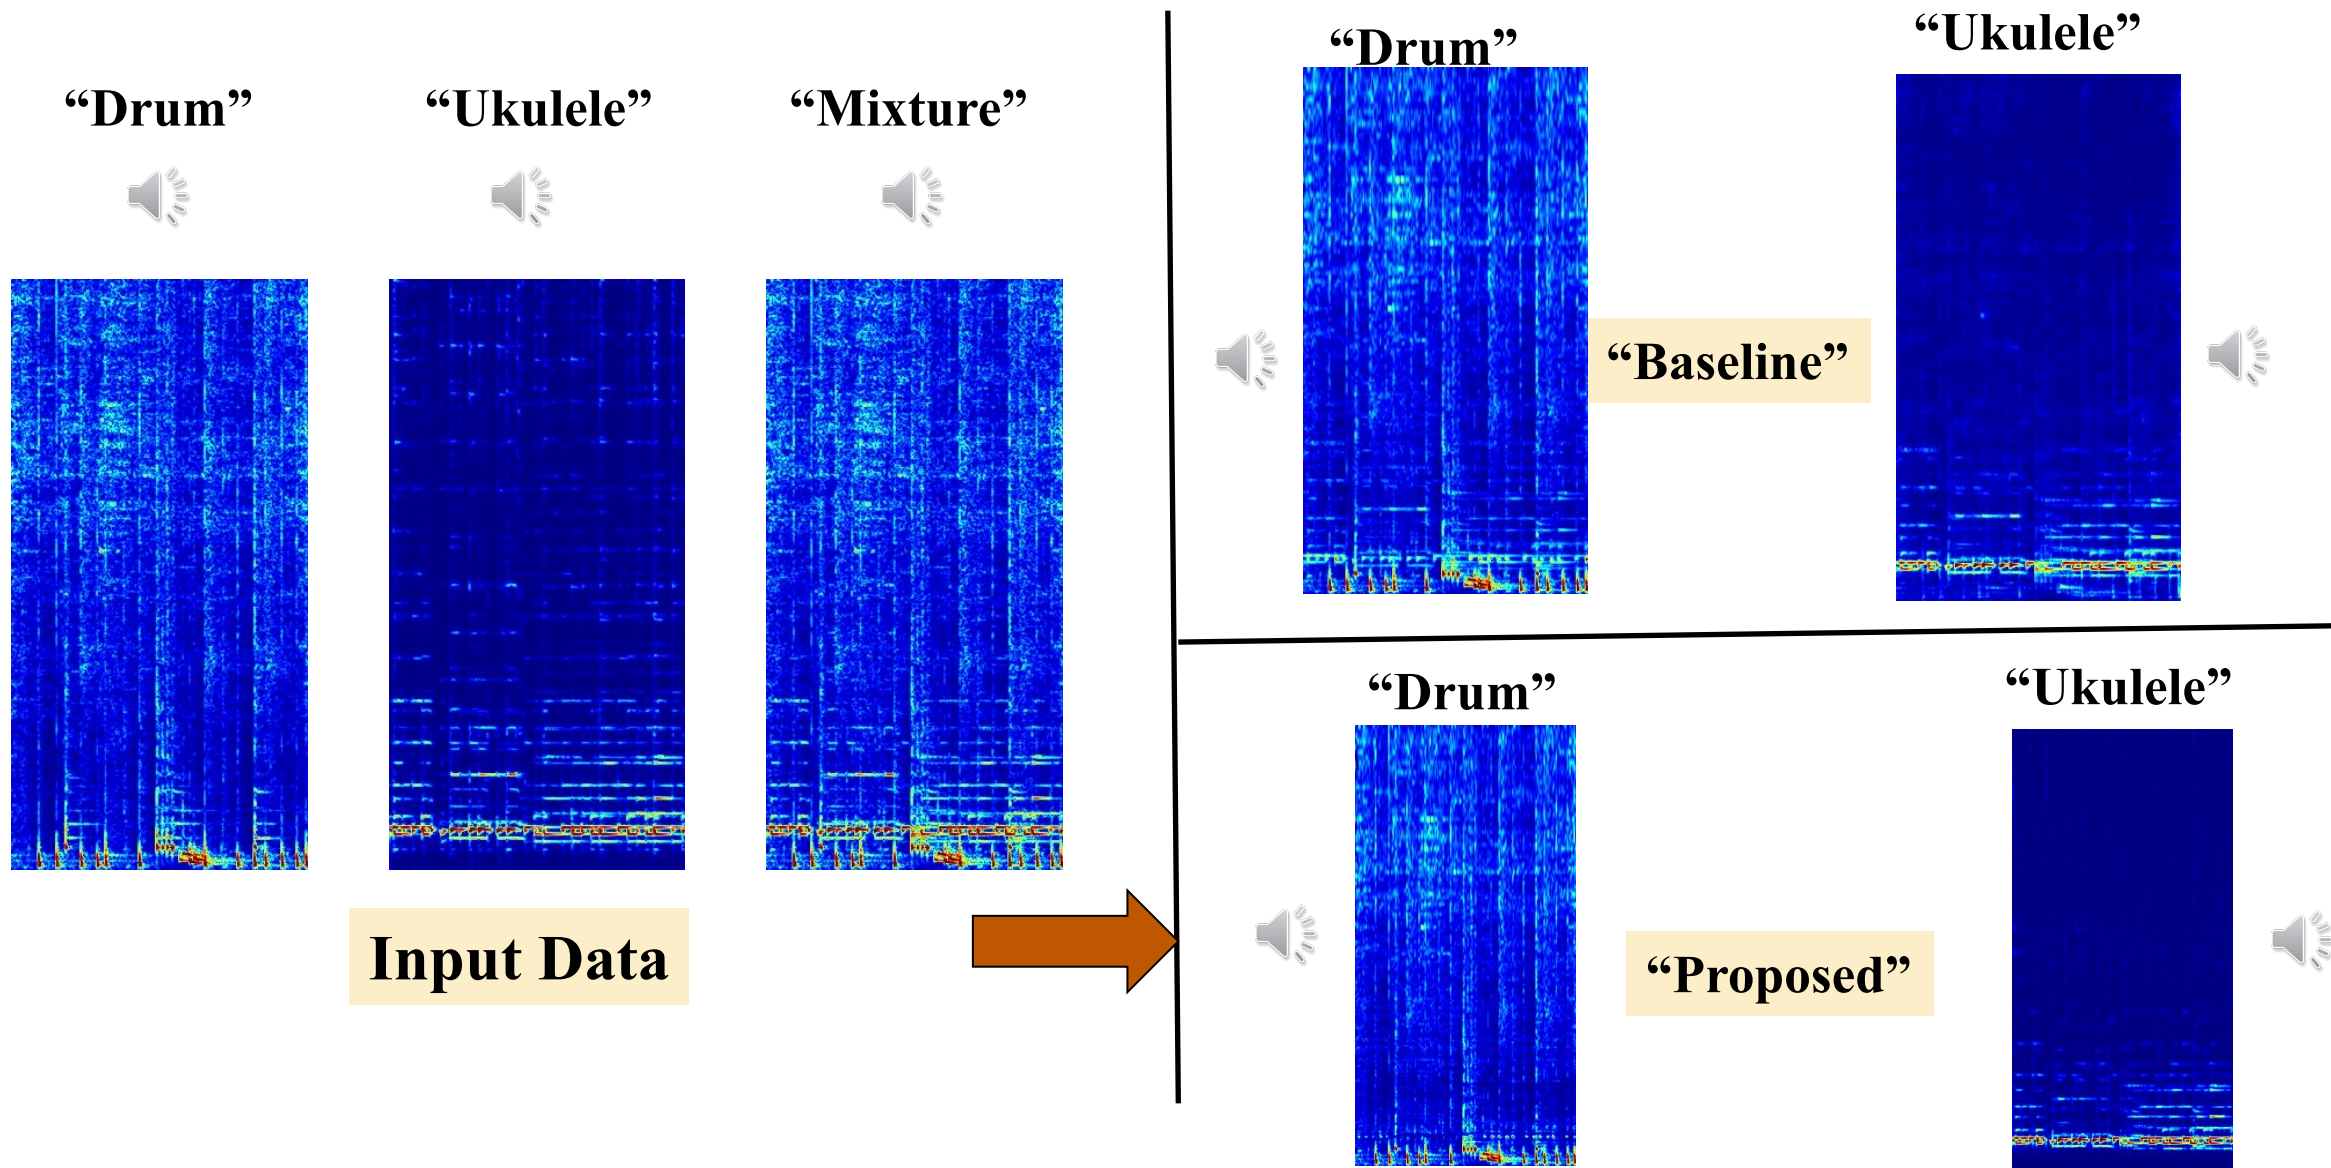 “Drum”
“Ukulele”
“Mixture”
Input Data
“Drum”
“Ukulele”
“Baseline”
“Drum”
“Ukulele”
“Proposed”